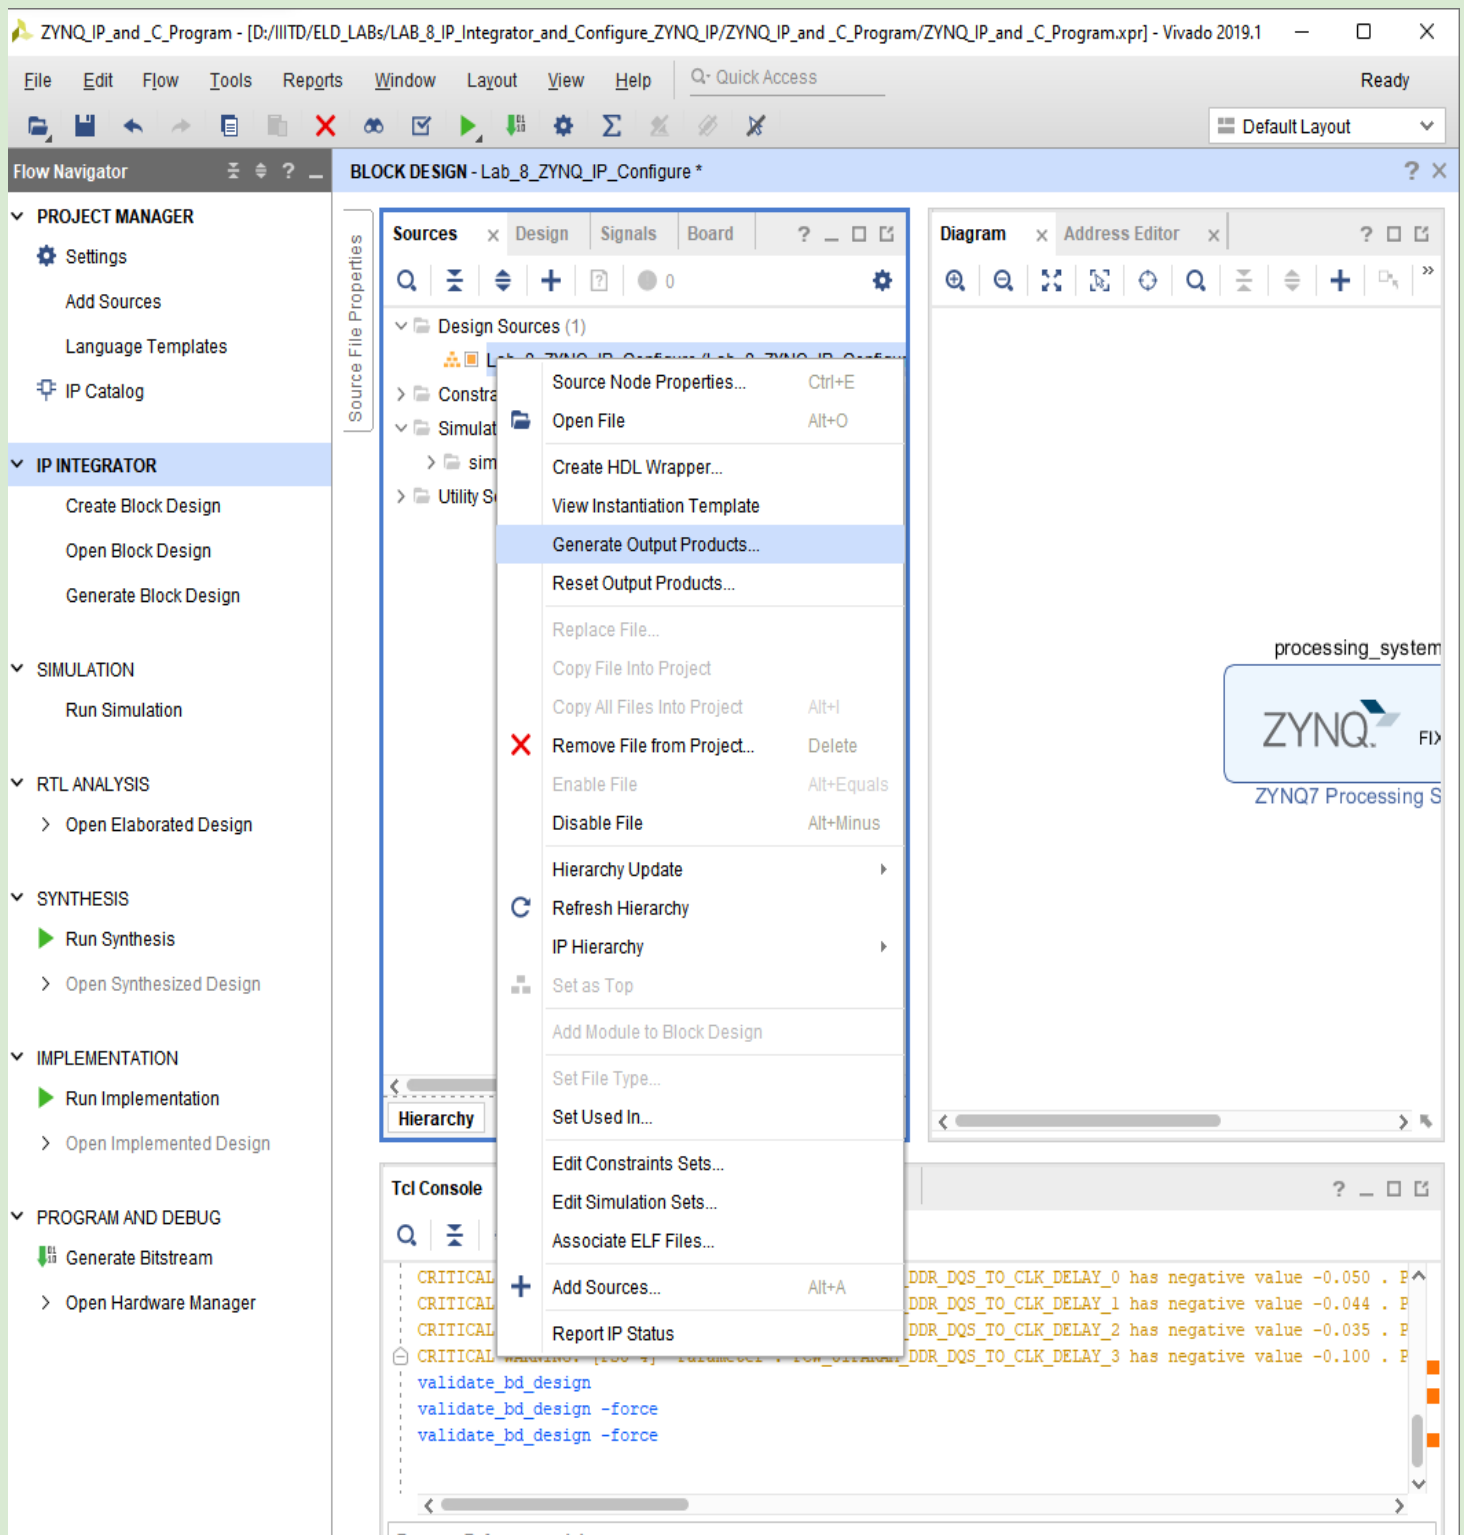 ZYNQ_IP_and _C_Program - [D:/IIITD/ELD_LABs/LAB_8_IP_Integrator_and_Configure_ZYNQ_IP/ZYNQ_IP_and _C_Program/ZYNQ_IP_and _C_Program.xpr] - Vivado 2019.1
File Edit Flow Tools Reports Window Layout View Help Quick Access Ready
Default Layout
Flow Navigator
BLOCK DESIGN - Lab_8_ZYNQ_IP_Configure *
PROJECT MANAGER
Settings
Add Sources
Language Templates
IP Catalog
IP INTEGRATOR
Create Block Design
Open Block Design
Generate Block Design
SIMULATION
Run Simulation
RTL ANALYSIS
Open Elaborated Design
SYNTHESIS
Run Synthesis
Open Synthesized Design
IMPLEMENTATION
Run Implementation
Open Implemented Design
PROGRAM AND DEBUG
Generate Bitstream
Open Hardware Manager
Source File Properties
Sources Design Signals Board
0
Design Sources (1)
Lab_8_ZYNQ_IP_Configure (Lab_8_ZYNQ_IP_Configur
Constra
Simulat
sim
Utility S
Hierarchy
Source Node Properties... Ctrl+E
Open File Alt+O
Create HDL Wrapper...
View Instantiation Template
Generate Output Products...
Reset Output Products...
Replace File...
Copy File Into Project
Copy All Files Into Project Alt+I
Remove File from Project... Delete
Enable File Alt+Equals
Disable File Alt+Minus
Hierarchy Update
Refresh Hierarchy
IP Hierarchy
Set as Top
Add Module to Block Design
Set File Type...
Set Used In...
Edit Constraints Sets...
Edit Simulation Sets...
Associate ELF Files...
Add Sources... Alt+A
Report IP Status
Diagram Address Editor
processing_system
ZYNQ
FIX
ZYNQ7 Processing S
Tcl Console
CRITICAL DDR_DQS_TO_CLK_DELAY_0 has negative value -0.050 . P
CRITICAL DDR_DQS_TO_CLK_DELAY_1 has negative value -0.044 . P
CRITICAL DDR_DQS_TO_CLK_DELAY_2 has negative value -0.035 . P
CRITICAL WARNING: DDR_DQS_TO_CLK_DELAY_3 has negative value -0.100 . P
validate_bd_design
validate_bd_design -force
validate_bd_design -force